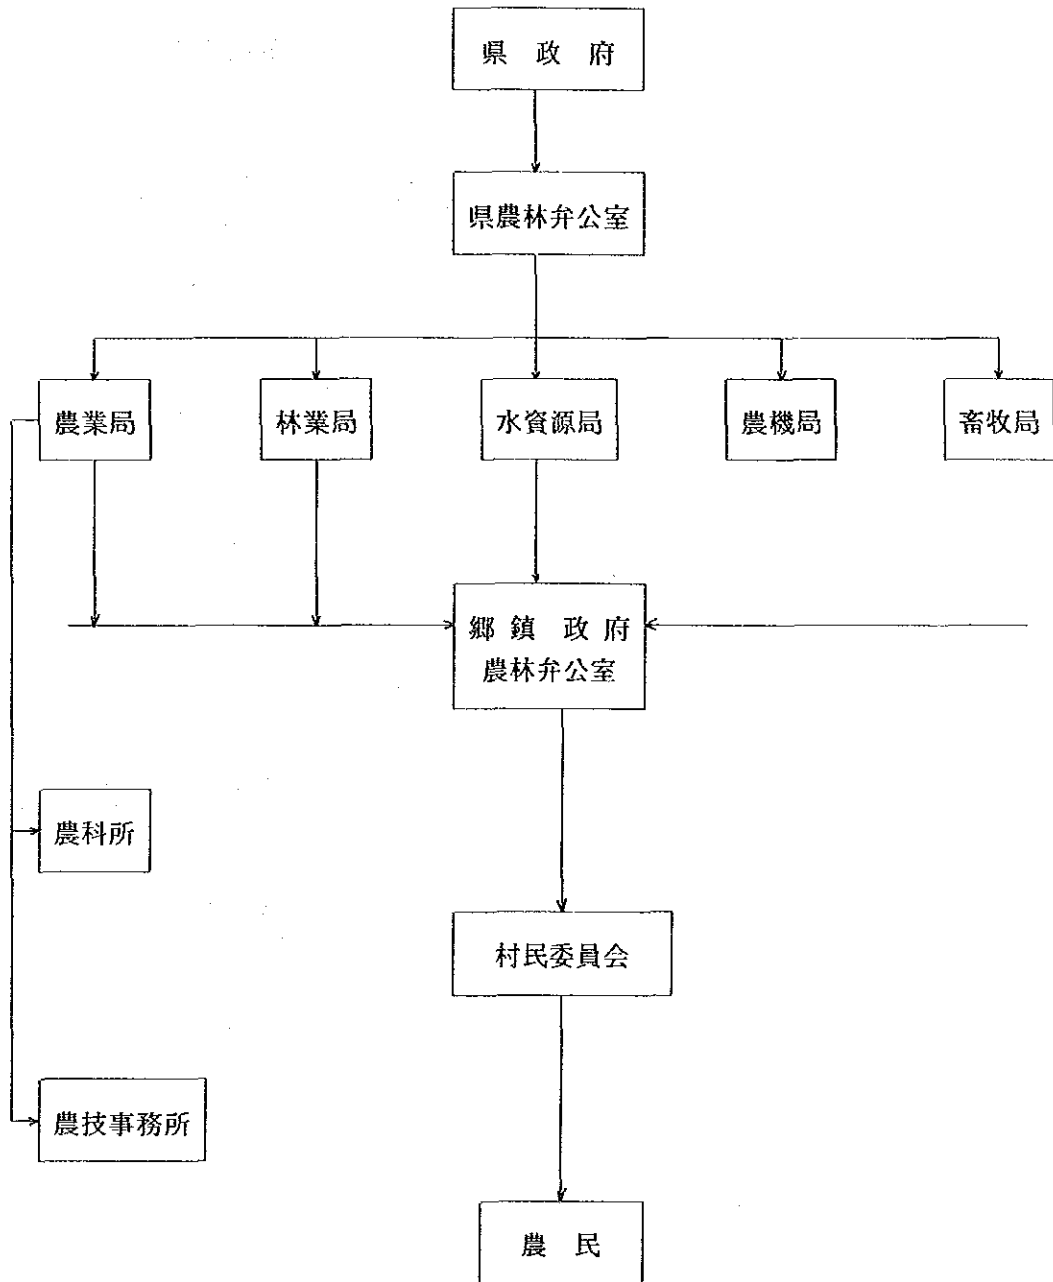 県政府
県農林弁公室
農業局
林業局
水資源局
農機局
畜牧局
郷鎮政府
農林弁公室
農科所
村民委員会
農技事務所
農民